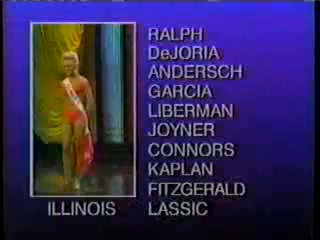 RALPH
DeJORIA
ANDERSCH
GARCIA
LIBERMAN
JOYNER
CONNORS
KAPLAN
FITZGERALD
LASSIC
ILLINOIS